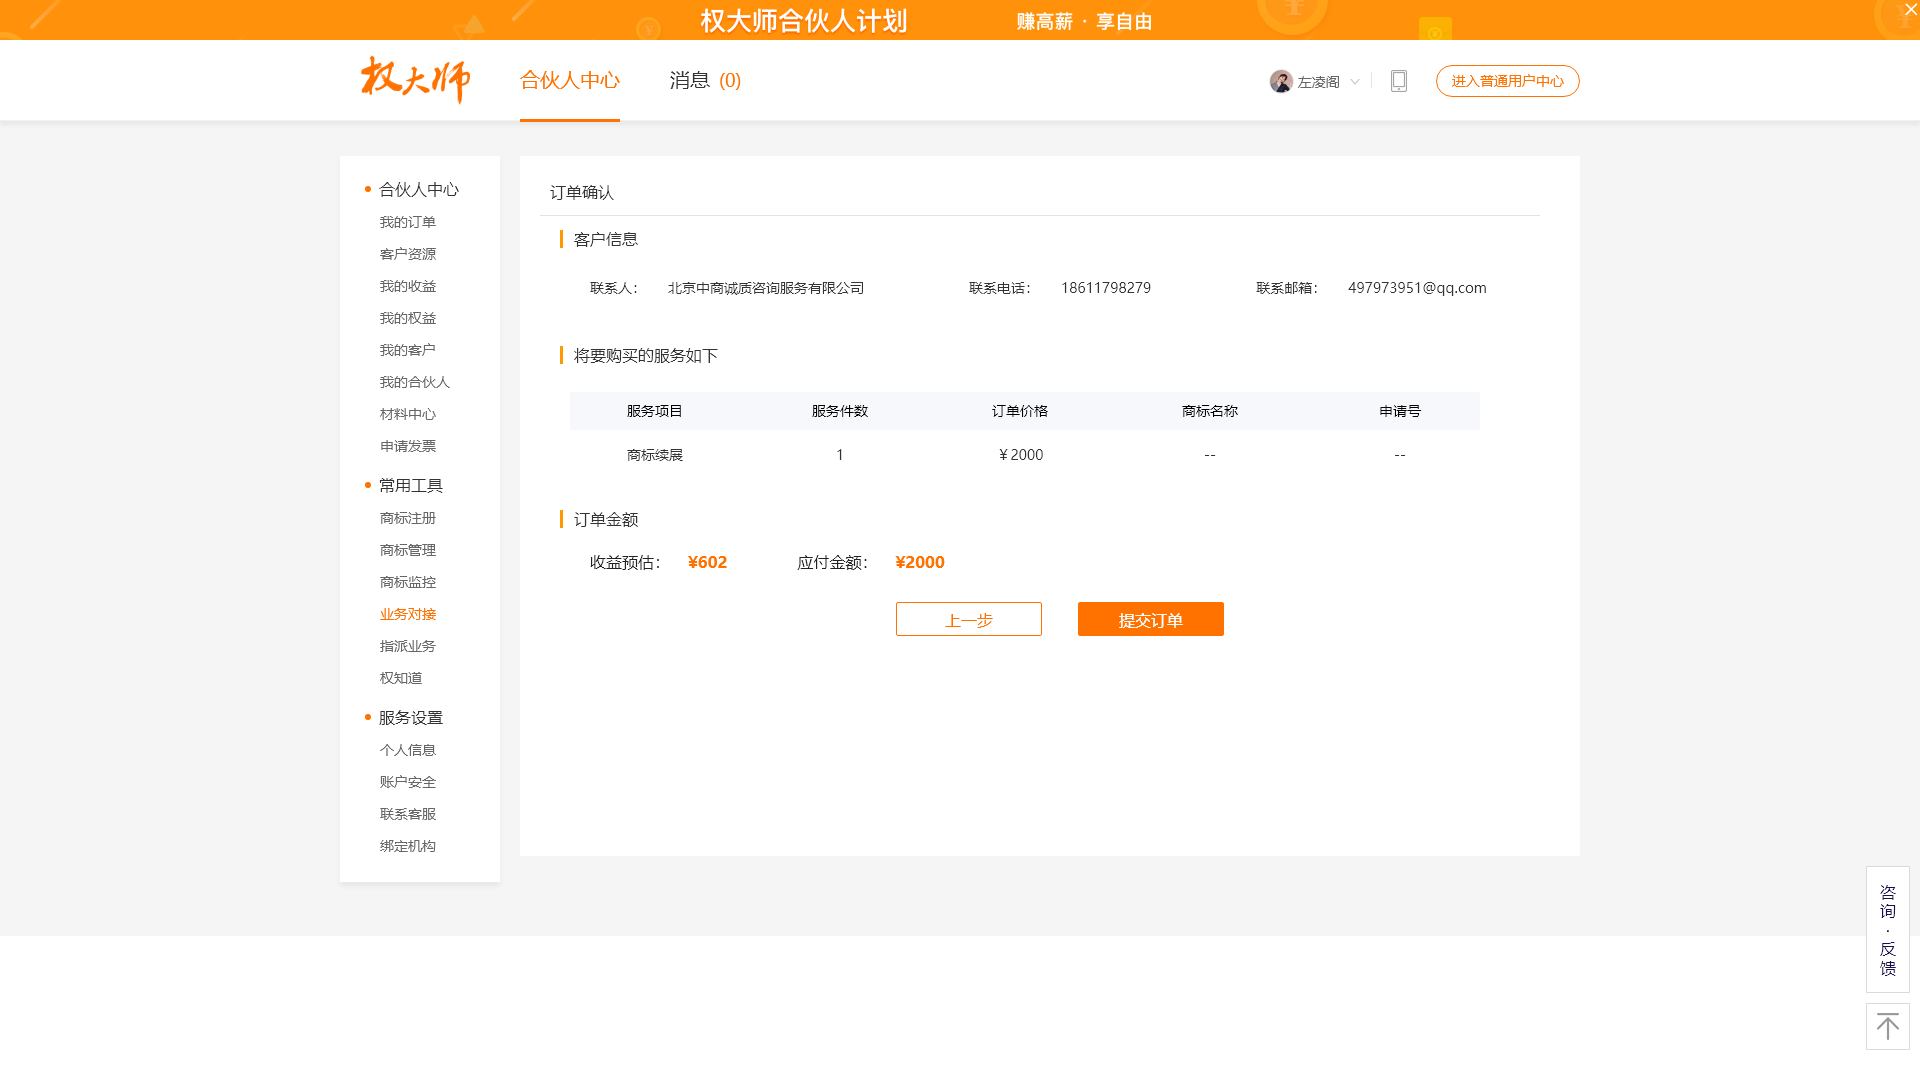 权大师合伙人计划 赚高薪 · 享自由
权大师 合伙人中心 消息 (0) 左凌阁 进入普通用户中心
合伙人中心
我的订单
客户资源
我的收益
我的权益
我的客户
我的合伙人
材料中心
申请发票
常用工具
商标注册
商标管理
商标监控
业务对接
指派业务
权知道
服务设置
个人信息
账户安全
联系客服
绑定机构
订单确认
客户信息
联系人： 北京中商诚质咨询服务有限公司 联系电话： 18611798279 联系邮箱： 497973951@qq.com
将要购买的服务如下
服务项目 服务件数 订单价格 商标名称 申请号
商标续展 1 ¥2000 -- --
订单金额
收益预估： ¥602 应付金额： ¥2000
上一步 提交订单
咨
询
·
反
馈